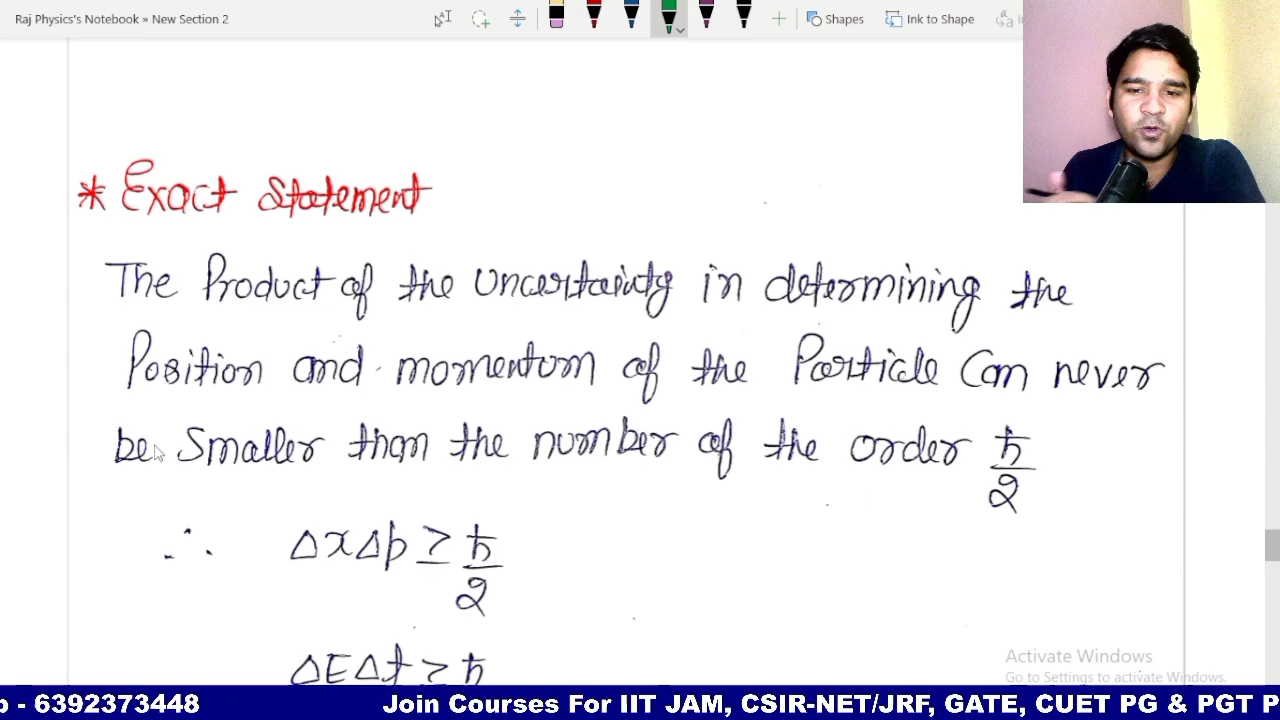 Raj Physics's Notebook » New Section 2
Shapes
Ink to Shape
* Exact Statement
The Product of the Uncertainty in determining the
Position and momentum of the Particle Can never
be Smaller than the number of the order ℏ/2
∴ ΔxΔp ≥ ℏ/2
ΔEΔt ≥ ℏ
Activate Windows
Go to Settings to activate Windows.
- 6392373448 Join Courses For IIT JAM, CSIR-NET/JRF, GATE, CUET PG & PGT